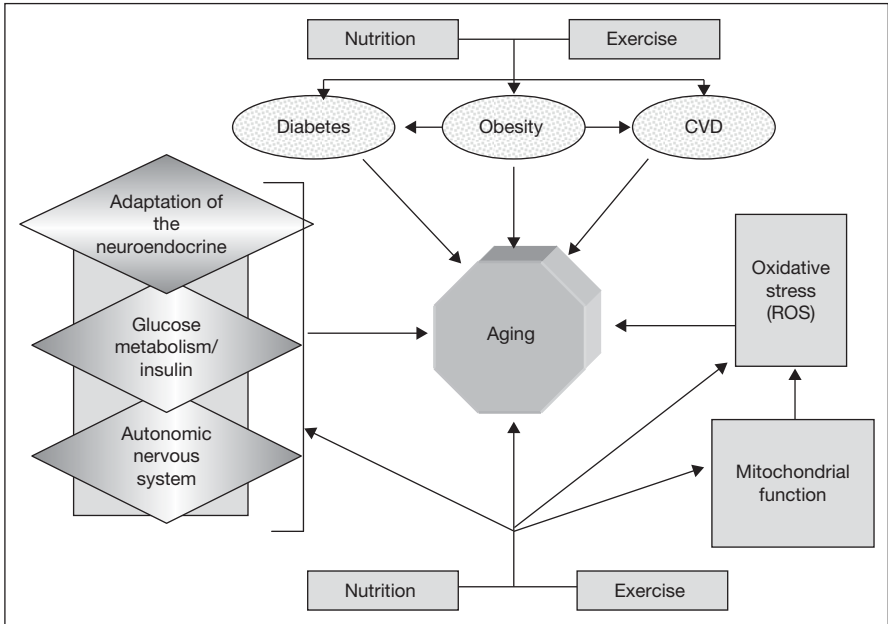 Nutrition
Exercise
Diabetes
Obesity
CVD
Adaptation of
the
neuroendocrine
Glucose
metabolism/
insulin
Autonomic
nervous
system
Aging
Oxidative
stress
(ROS)
Mitochondrial
function
Nutrition
Exercise